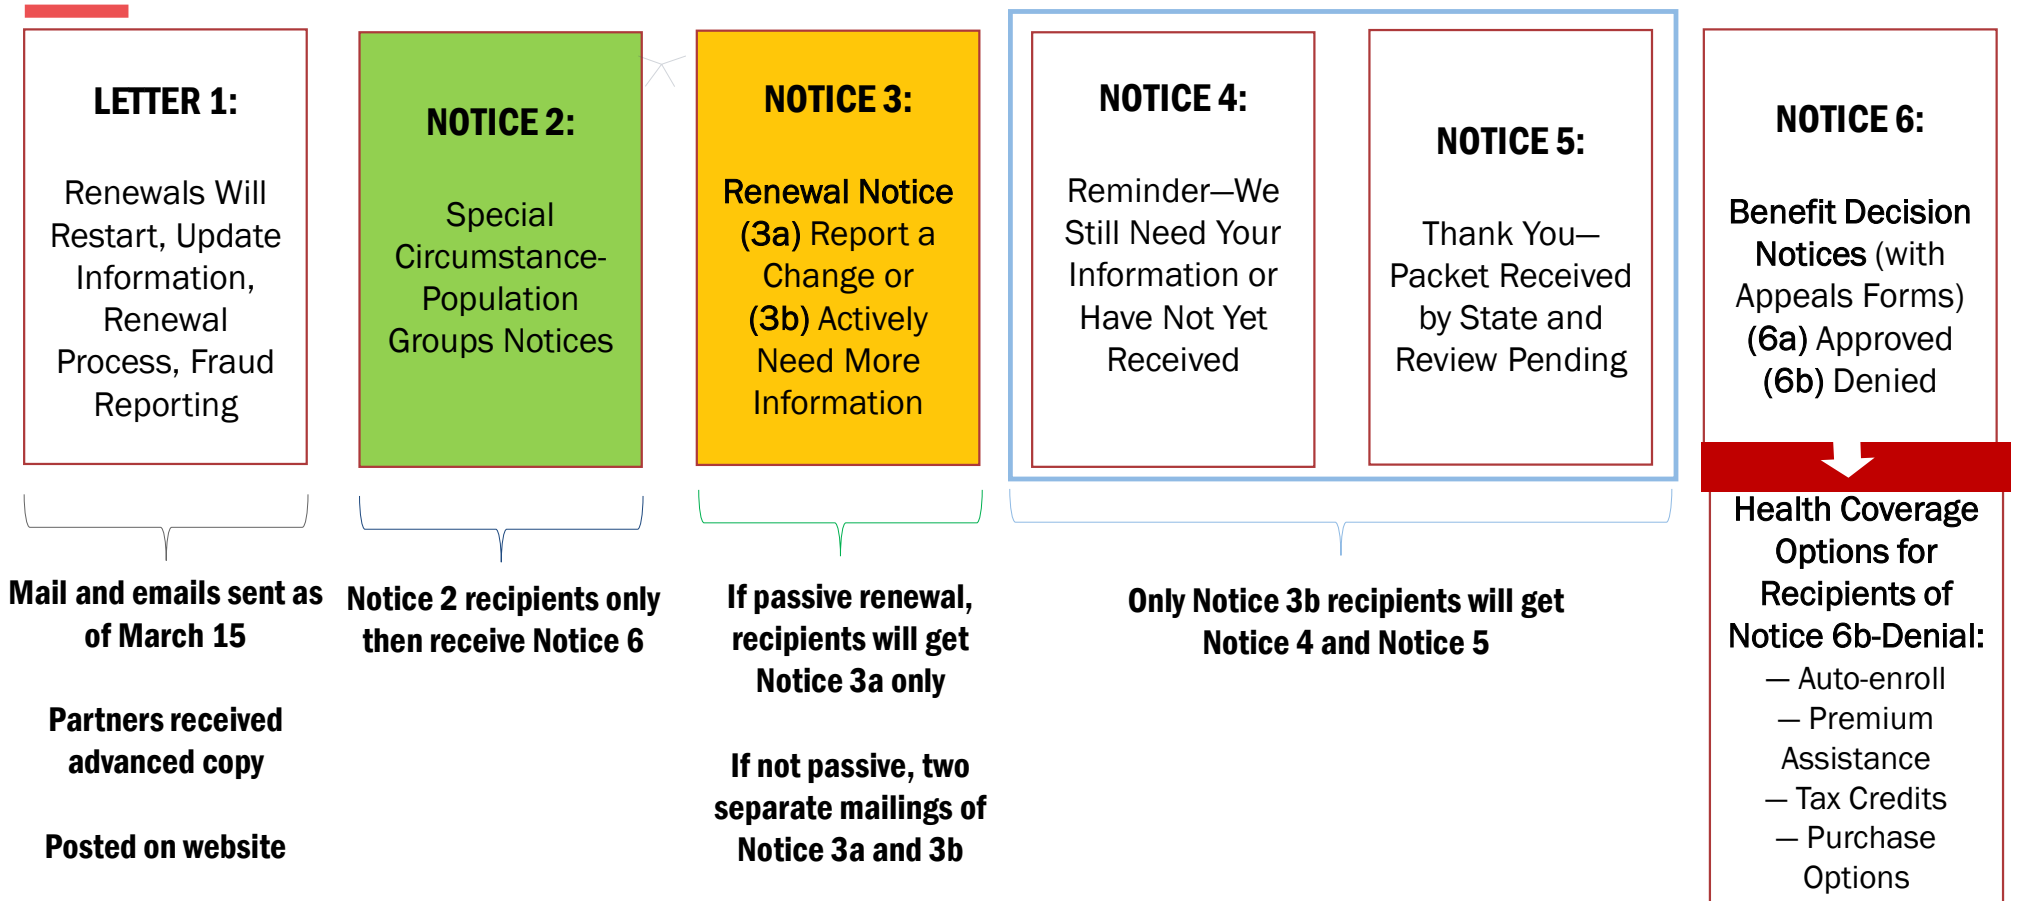 LETTER 1:
Renewals Will
Restart, Update
Information,
Renewal
Process, Fraud
Reporting
Mail and emails sent as
of March 15
Partners received
advanced copy
Posted on website
NOTICE 2:
Special
Circumstance-
Population
Groups Notices
Notice 2 recipients only
then receive Notice 6
NOTICE 3:
Renewal Notice
(3a) Report a
Change or
(3b) Actively
Need More
Information
If passive renewal,
recipients will get
Notice 3a only
If not passive, two
separate mailings of
Notice 3a and 3b
NOTICE 4:
Reminder—We
Still Need Your
Information or
Have Not Yet
Received
NOTICE 5:
Thank You—
Packet Received
by State and
Review Pending
Only Notice 3b recipients will get
Notice 4 and Notice 5
NOTICE 6:
Benefit Decision
Notices (with
Appeals Forms)
(6a) Approved
(6b) Denied
Health Coverage
Options for
Recipients of
Notice 6b-Denial:
— Auto-enroll
— Premium
Assistance
— Tax Credits
— Purchase
Options